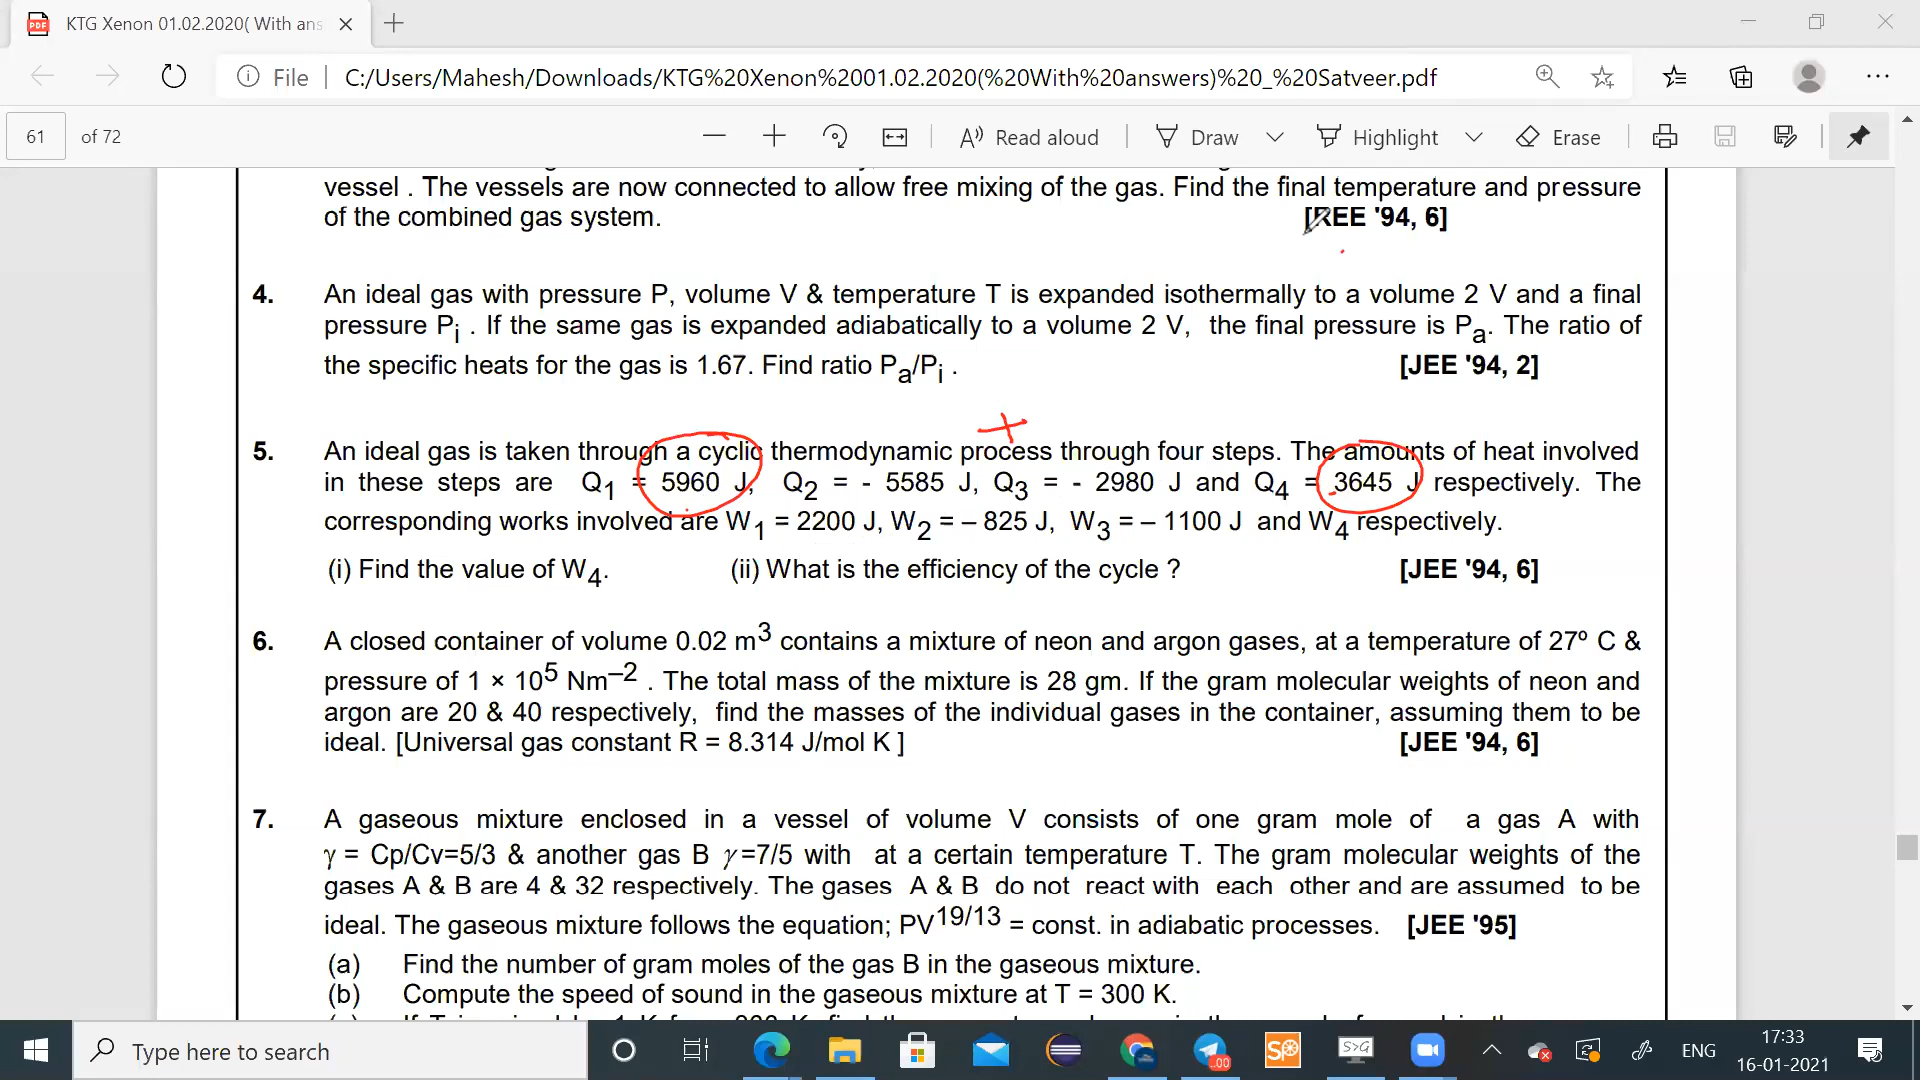 KTG Xenon 01.02.2020( With ans
File
C:/Users/Mahesh/Downloads/KTG%20Xenon%2001.02.2020(%20With%20answers)%20_%20Satveer.pdf
61 of 72
Read aloud
Draw
Highlight
Erase
vessel . The vessels are now connected to allow free mixing of the gas. Find the final temperature and pressure
of the combined gas system. [REE '94, 6]
4. An ideal gas with pressure P, volume V & temperature T is expanded isothermally to a volume 2 V and a final
pressure Pi . If the same gas is expanded adiabatically to a volume 2 V, the final pressure is Pa. The ratio of
the specific heats for the gas is 1.67. Find ratio Pa/Pi . [JEE '94, 2]
5. An ideal gas is taken through a cyclic thermodynamic process through four steps. The amounts of heat involved
in these steps are Q1 = 5960 J, Q2 = - 5585 J, Q3 = - 2980 J and Q4 = 3645 J respectively. The
corresponding works involved are W1 = 2200 J, W2 = – 825 J, W3 = – 1100 J and W4 respectively.
(i) Find the value of W4. (ii) What is the efficiency of the cycle ? [JEE '94, 6]
6. A closed container of volume 0.02 m3 contains a mixture of neon and argon gases, at a temperature of 27º C &
pressure of 1 × 105 Nm–2 . The total mass of the mixture is 28 gm. If the gram molecular weights of neon and
argon are 20 & 40 respectively, find the masses of the individual gases in the container, assuming them to be
ideal. [Universal gas constant R = 8.314 J/mol K ] [JEE '94, 6]
7. A gaseous mixture enclosed in a vessel of volume V consists of one gram mole of a gas A with
γ = Cp/Cv=5/3 & another gas B γ=7/5 with at a certain temperature T. The gram molecular weights of the
gases A & B are 4 & 32 respectively. The gases A & B do not react with each other and are assumed to be
ideal. The gaseous mixture follows the equation; PV19/13 = const. in adiabatic processes. [JEE '95]
(a) Find the number of gram moles of the gas B in the gaseous mixture.
(b) Compute the speed of sound in the gaseous mixture at T = 300 K.
Type here to search
ENG
17:33
16-01-2021